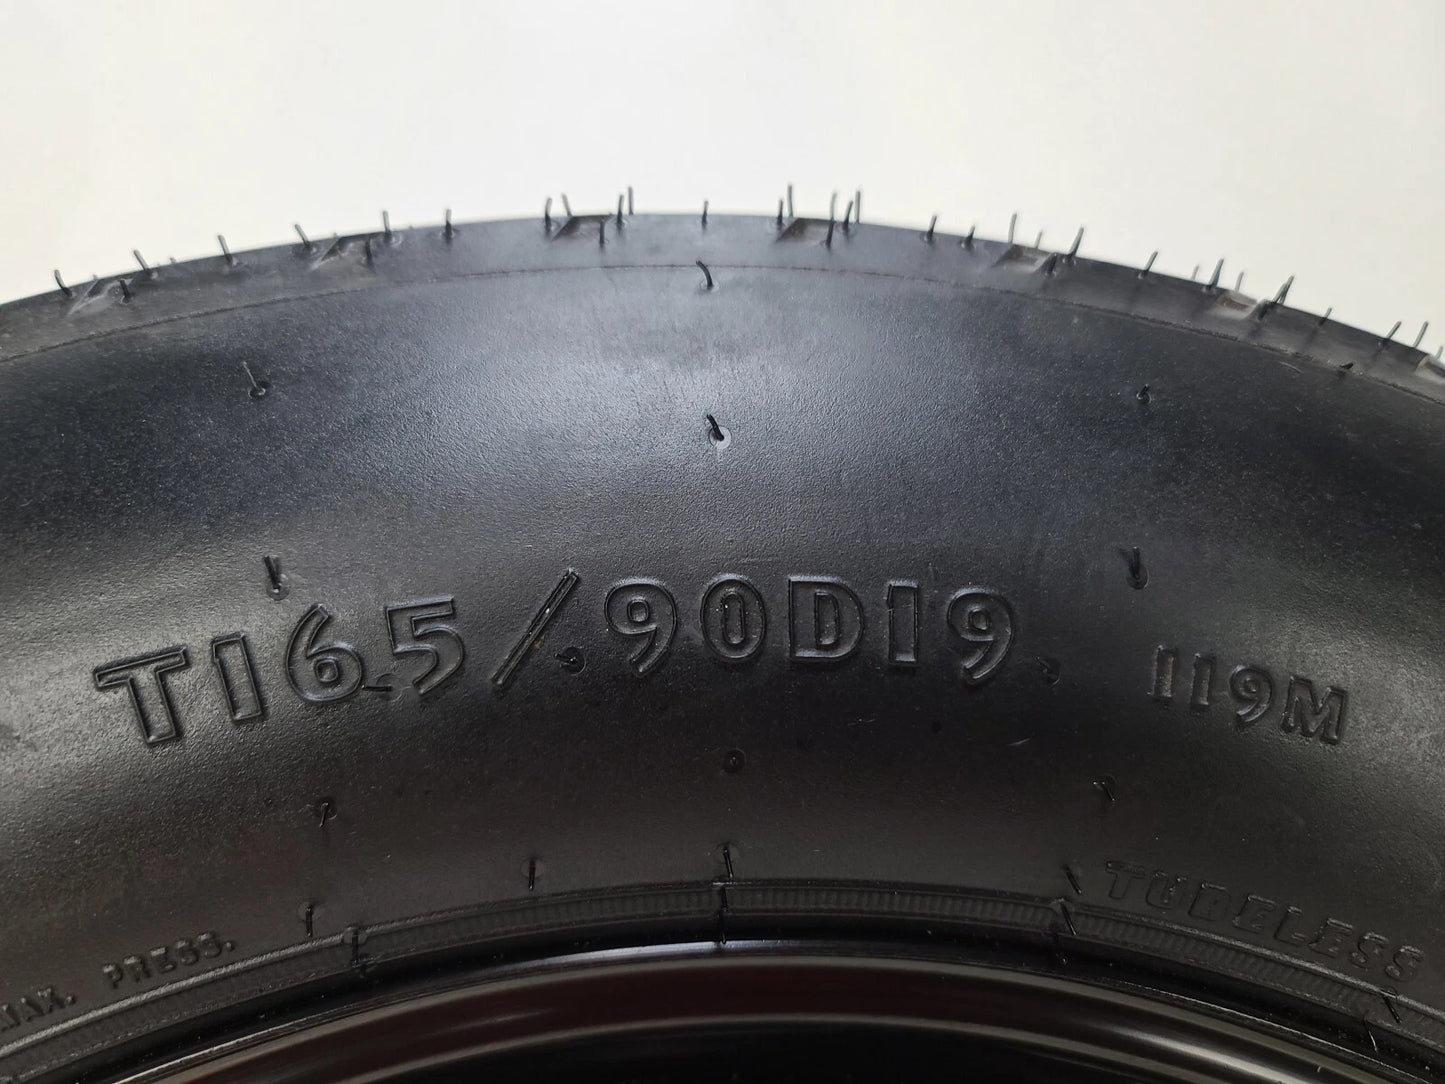 T165/90D19 119M
TUBELESS
MAX. PRESS.